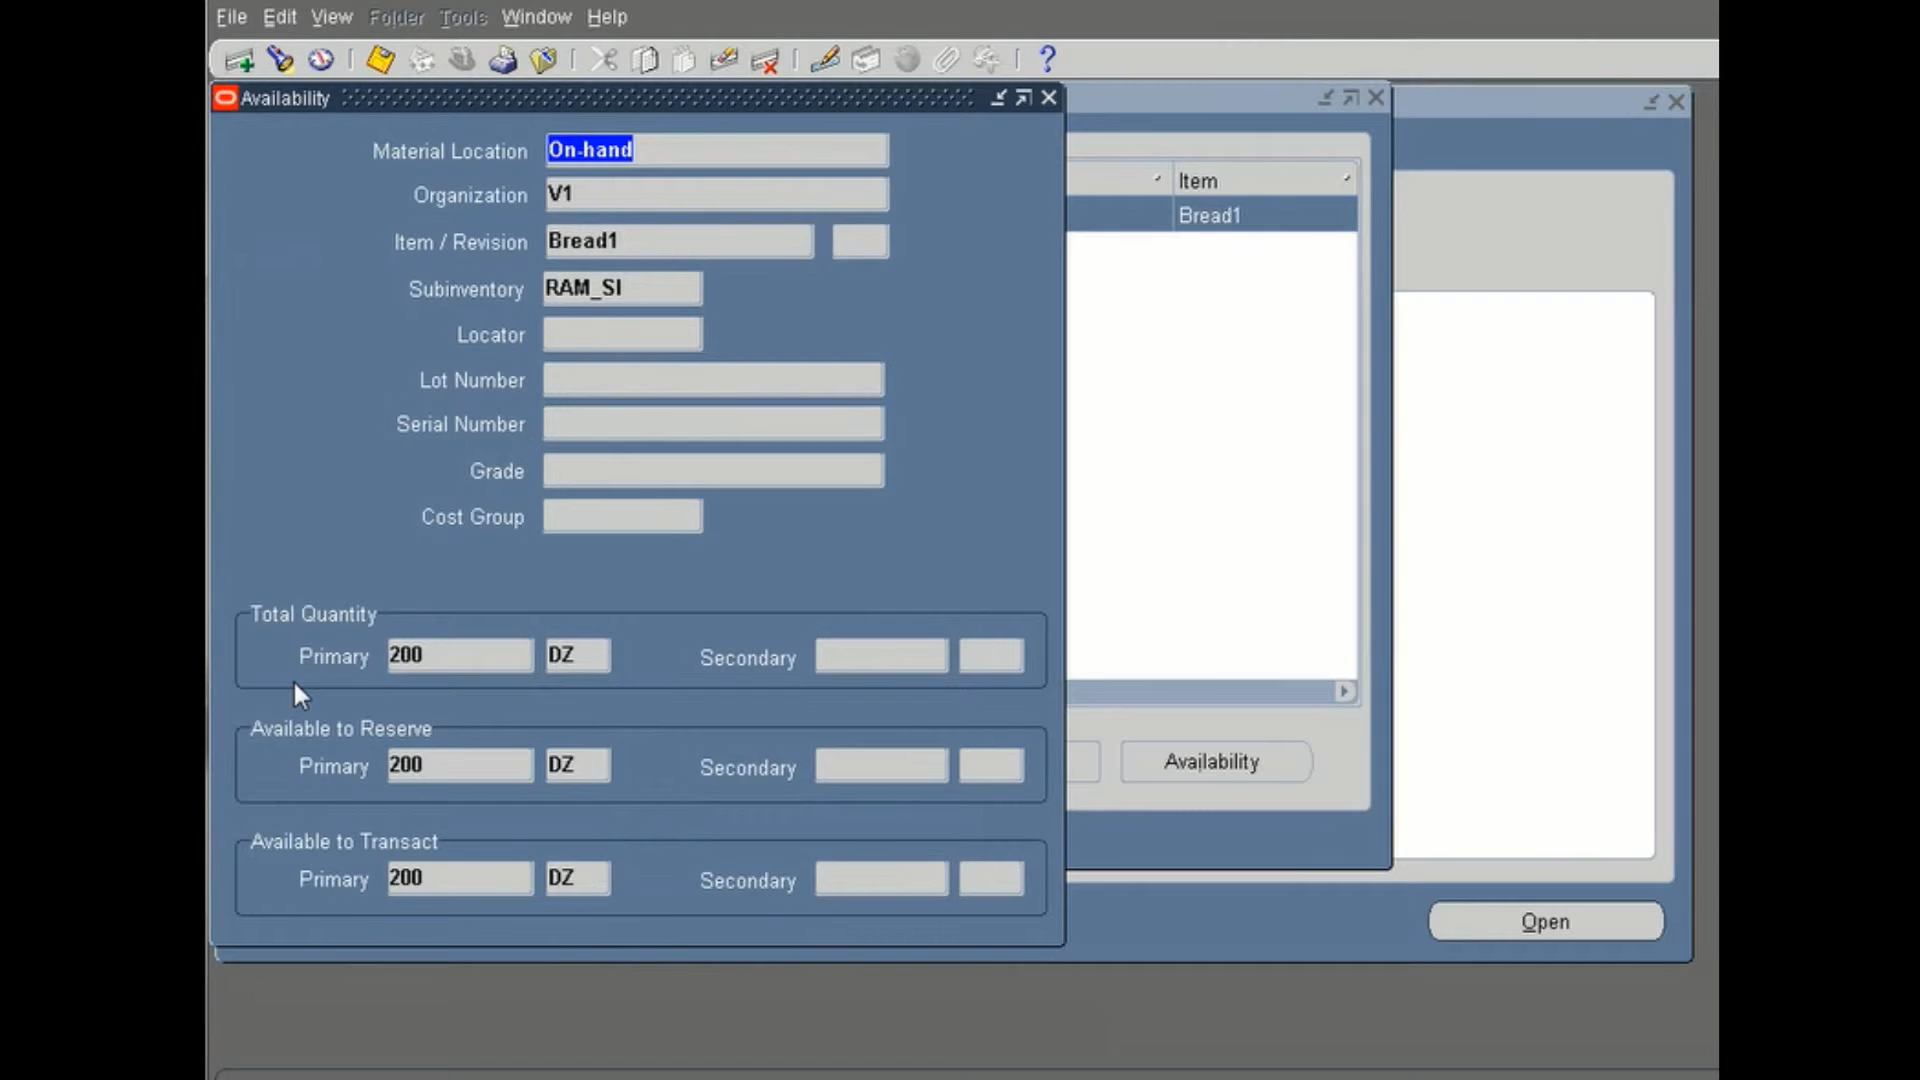 File Edit View Folder Tools Window Help
Availability
Material Location On-hand
Organization V1
Item / Revision Bread1
Subinventory RAM_SI
Locator
Lot Number
Serial Number
Grade
Cost Group
Total Quantity
Primary 200 DZ Secondary
Available to Reserve
Primary 200 DZ Secondary
Available to Transact
Primary 200 DZ Secondary
Item
Bread1
Availability
Open